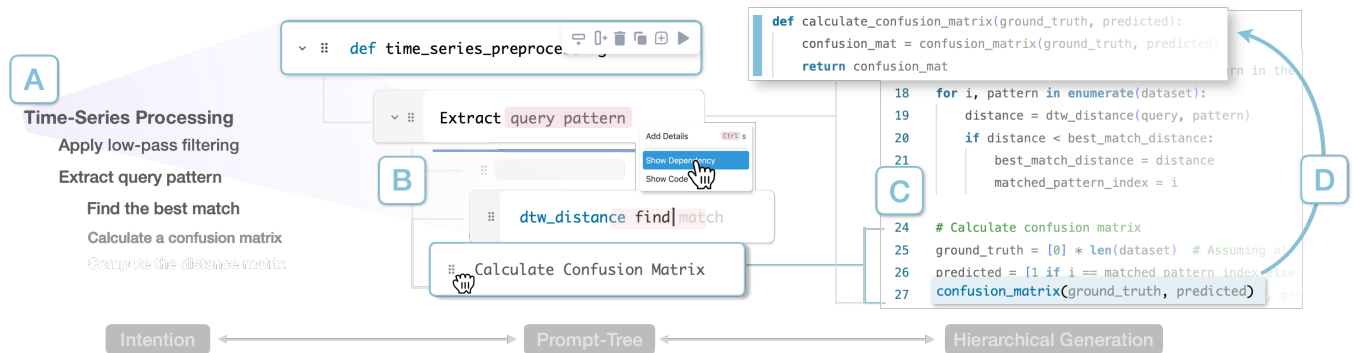 A
Time-Series Processing
Apply low-pass filtering
Extract query pattern
Find the best match
Calculate a confusion matrix
Compute the distance matrix
def time_series_preproce
Extract query pattern
Add Details Ctrl s
Show Dependency
Show Code
B
dtw_distance find match
Calculate Confusion Matrix
def calculate_confusion_matrix(ground_truth, predicted):
confusion_mat = confusion_matrix(ground_truth, predicted)
return confusion_mat
in the
18 for i, pattern in enumerate(dataset):
19 distance = dtw_distance(query, pattern)
20 if distance < best_match_distance:
21 best_match_distance = distance
22 matched_pattern_index = i
C
D
24 # Calculate confusion matrix
25 ground_truth = [0] * len(dataset) # Assuming
26 predicted = [1 if i == matched_pattern_index else
27 confusion_matrix(ground_truth, predicted)
Intention
Prompt-Tree
Hierarchical Generation